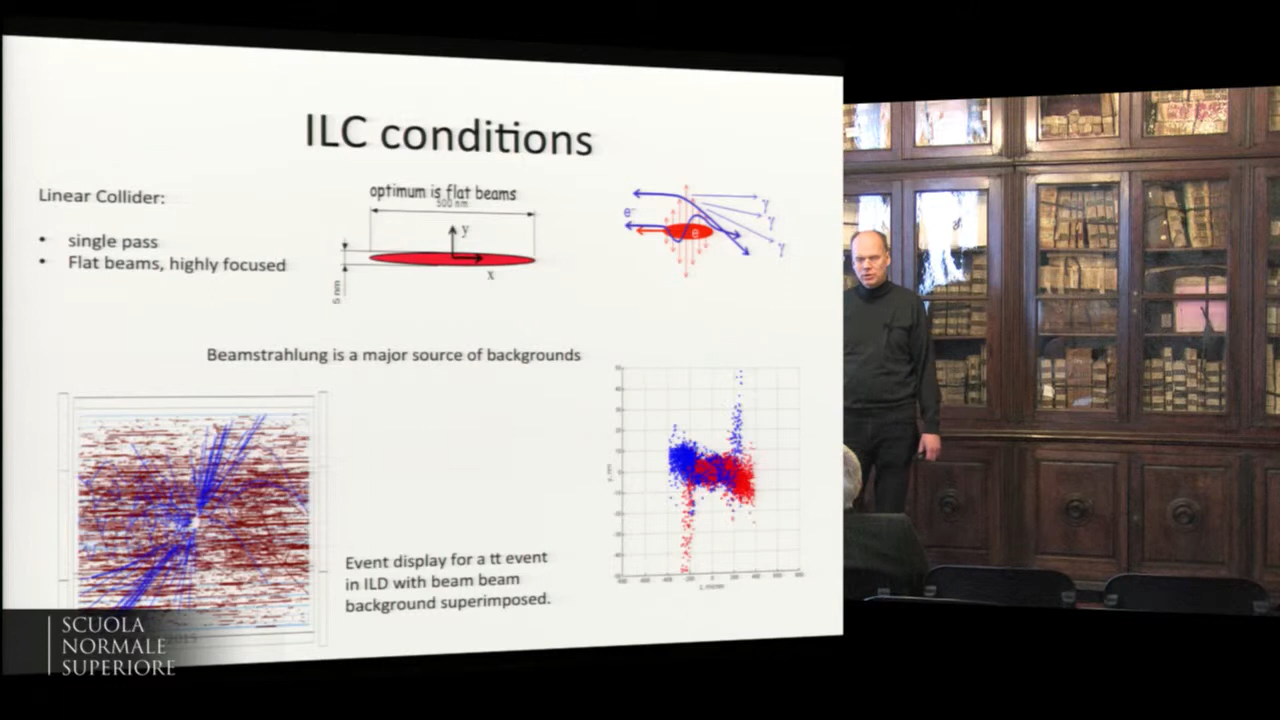 ILC conditions
Linear Collider:
• single pass
• Flat beams, highly focused
optimum is flat beams
500 nm
y
x
5 nm
e⁻
e
γ
γ
γ
Beamstrahlung is a major source of backgrounds
Event display for a tt event
in ILD with beam beam
background superimposed.
SCUOLA
NORMALE
SUPERIORE